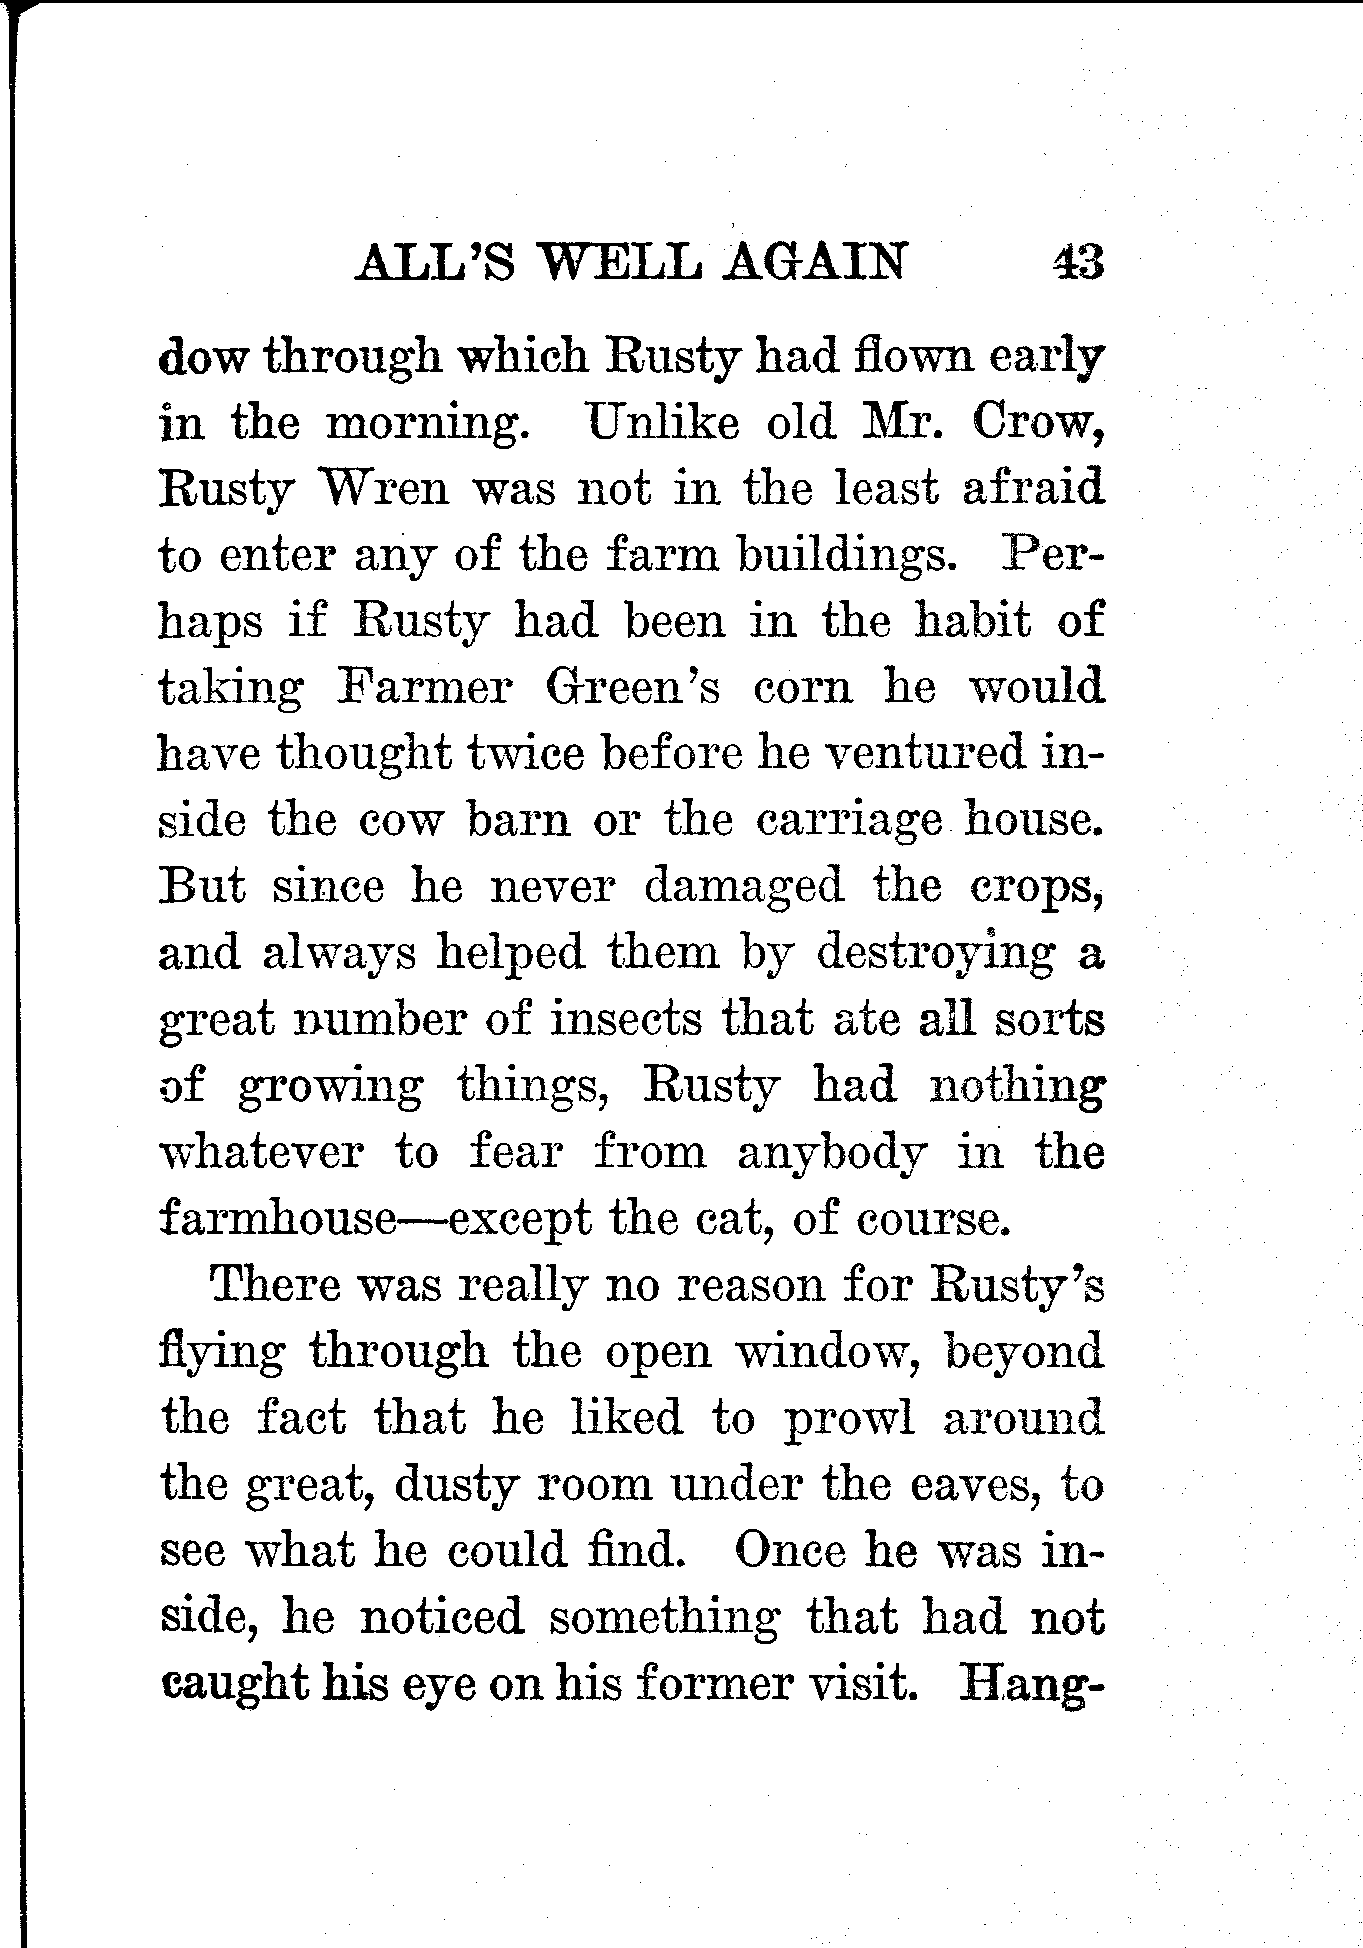 ALL'S WELL AGAIN 43
dow through which Rusty had flown early
in the morning. Unlike old Mr. Crow,
Rusty Wren was not in the least afraid
to enter any of the farm buildings. Per-
haps if Rusty had been in the habit of
taking Farmer Green's corn he would
have thought twice before he ventured in-
side the cow barn or the carriage house.
But since he never damaged the crops,
and always helped them by destroying a
great number of insects that ate all sorts
of growing things, Rusty had nothing
whatever to fear from anybody in the
farmhouse—except the cat, of course.
There was really no reason for Rusty's
flying through the open window, beyond
the fact that he liked to prowl around
the great, dusty room under the eaves, to
see what he could find. Once he was in-
side, he noticed something that had not
caught his eye on his former visit. Hang-